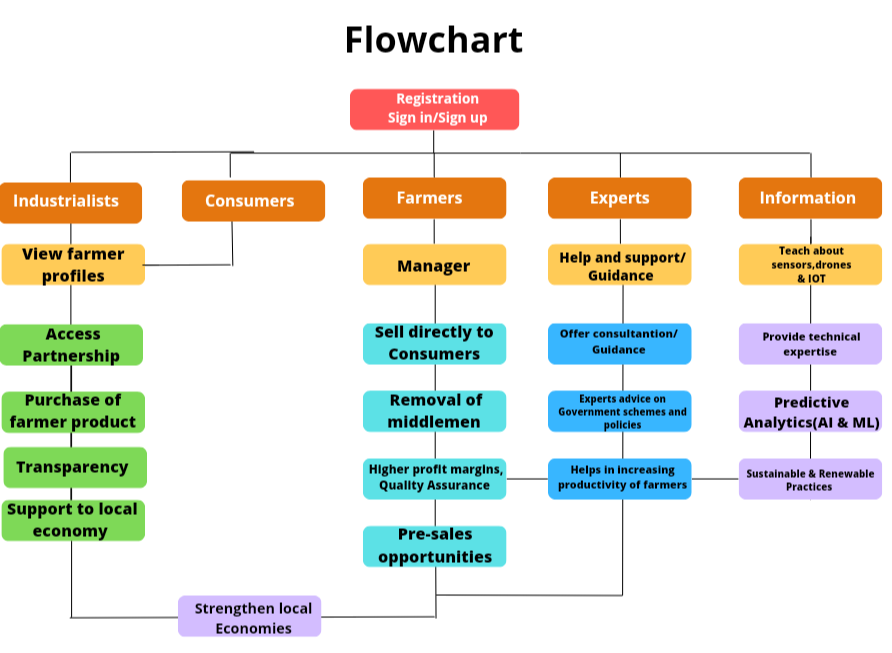 Flowchart
Registration
Sign in/Sign up
Industrialists
Consumers
Farmers
Experts
Information
View farmer
profiles
Manager
Help and support/
Guidance
Teach about
sensors,drones
& IOT
Access
Partnership
Sell directly to
Consumers
Offer consultantion/
Guidance
Provide technical
expertise
Purchase of
farmer product
Removal of
middlemen
Experts advice on
Government schemes and
policies
Predictive
Analytics(AI & ML)
Transparency
Higher profit margins,
Quality Assurance
Helps in increasing
productivity of farmers
Sustainable & Renewable
Practices
Support to local
economy
Pre-sales
opportunities
Strengthen local
Economies